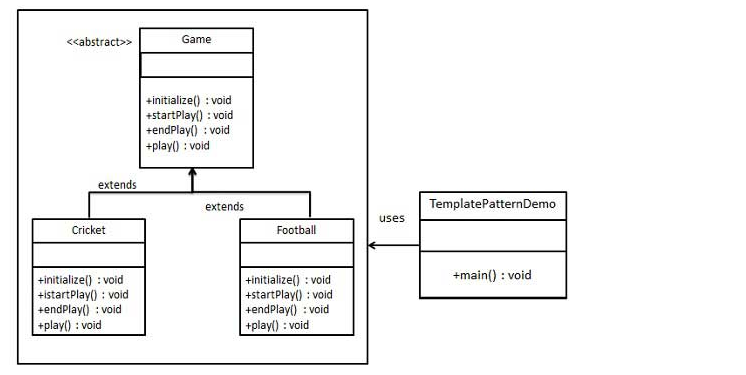 <<abstract>>
Game
+initialize() : void
+startPlay() : void
+endPlay() : void
+play() : void
extends
extends
Cricket
+initialize() : void
+istartPlay() : void
+endPlay() : void
+play() : void
Football
+initialize() : void
+startPlay() : void
+endPlay() : void
+play() : void
uses
TemplatePatternDemo
+main() : void